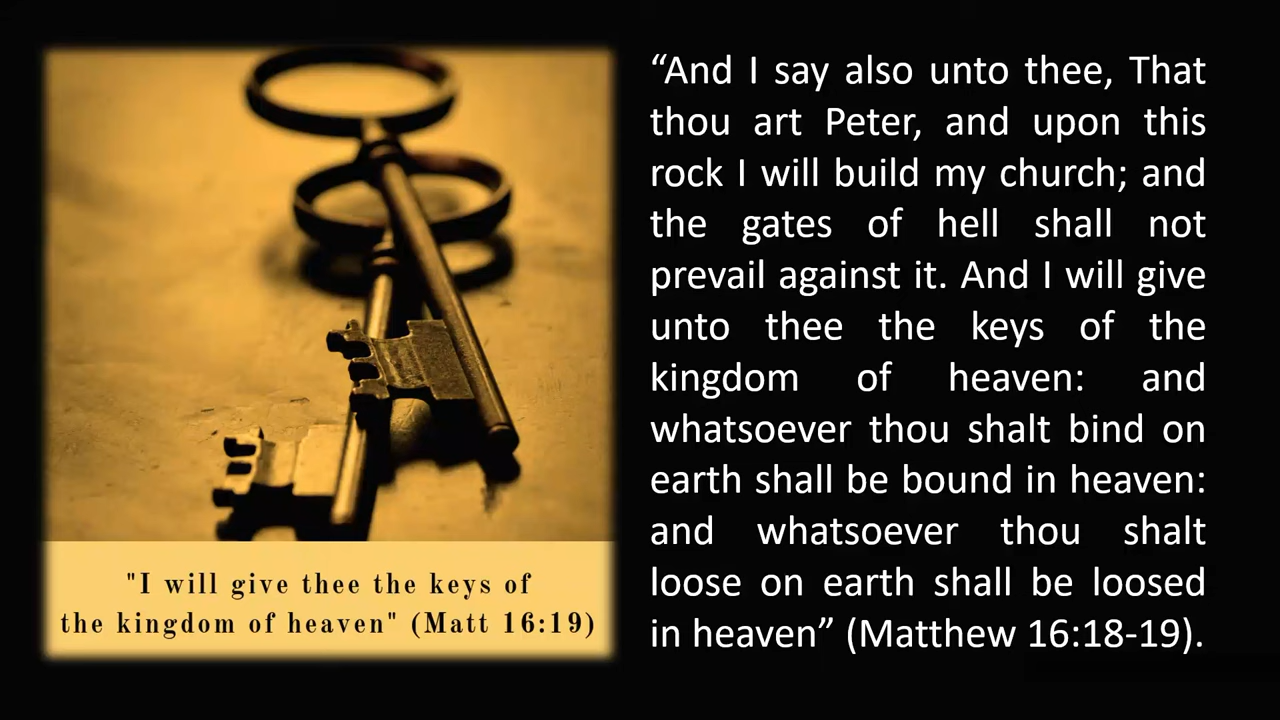 "I will give thee the keys of
the kingdom of heaven" (Matt 16:19)
“And I say also unto thee, That
thou art Peter, and upon this
rock I will build my church; and
the gates of hell shall not
prevail against it. And I will give
unto thee the keys of the
kingdom of heaven: and
whatsoever thou shalt bind on
earth shall be bound in heaven:
and whatsoever thou shalt
loose on earth shall be loosed
in heaven” (Matthew 16:18-19).